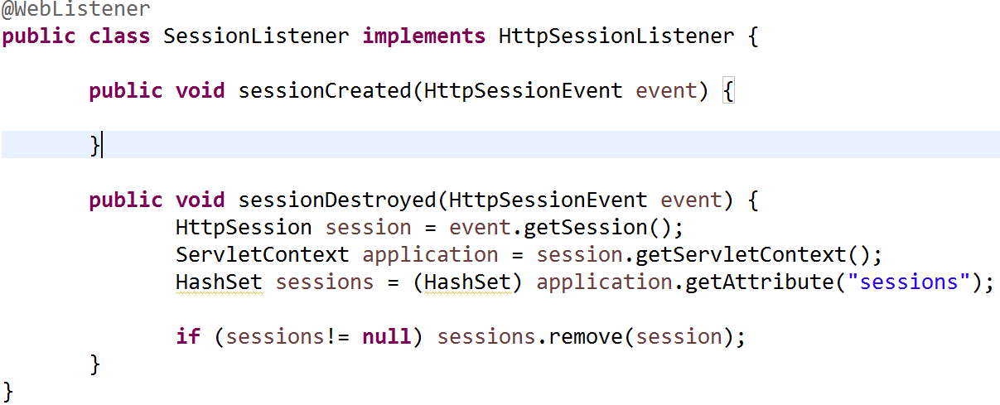 @WebListener
public class SessionListener implements HttpSessionListener {
public void sessionCreated(HttpSessionEvent event) {
}
public void sessionDestroyed(HttpSessionEvent event) {
HttpSession session = event.getSession();
ServletContext application = session.getServletContext();
HashSet sessions = (HashSet) application.getAttribute("sessions");
if (sessions!= null) sessions.remove(session);
}
}